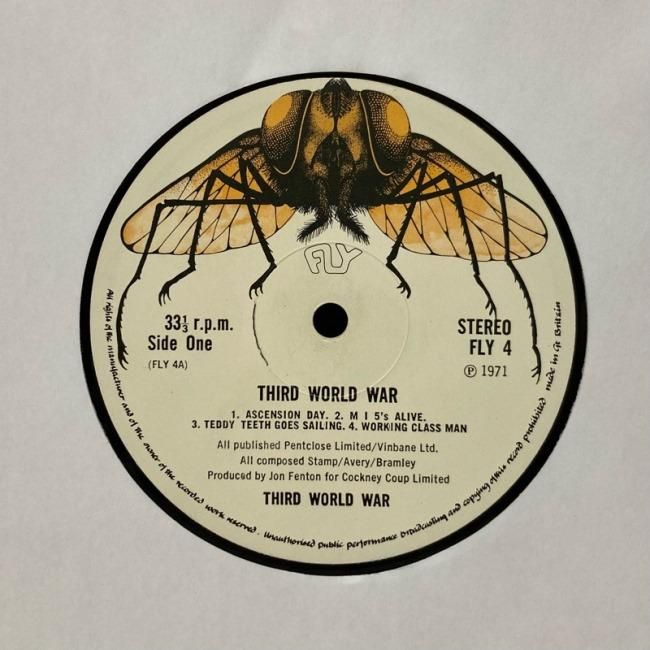 FLY
33⅓ r.p.m.
Side One
(FLY 4A)
STEREO
FLY 4
℗ 1971
THIRD WORLD WAR
1. ASCENSION DAY. 2. M I 5's ALIVE.
3. TEDDY TEETH GOES SAILING. 4. WORKING CLASS MAN
All published Pentclose Limited/Vinbane Ltd.
All composed Stamp/Avery/Bramley
Produced by Jon Fenton for Cockney Coup Limited
THIRD WORLD WAR
All rights of the manufacturer and of the owner of the recorded work reserved. Unauthorised public performance broadcasting and copying of this record prohibited made in Gt Britain